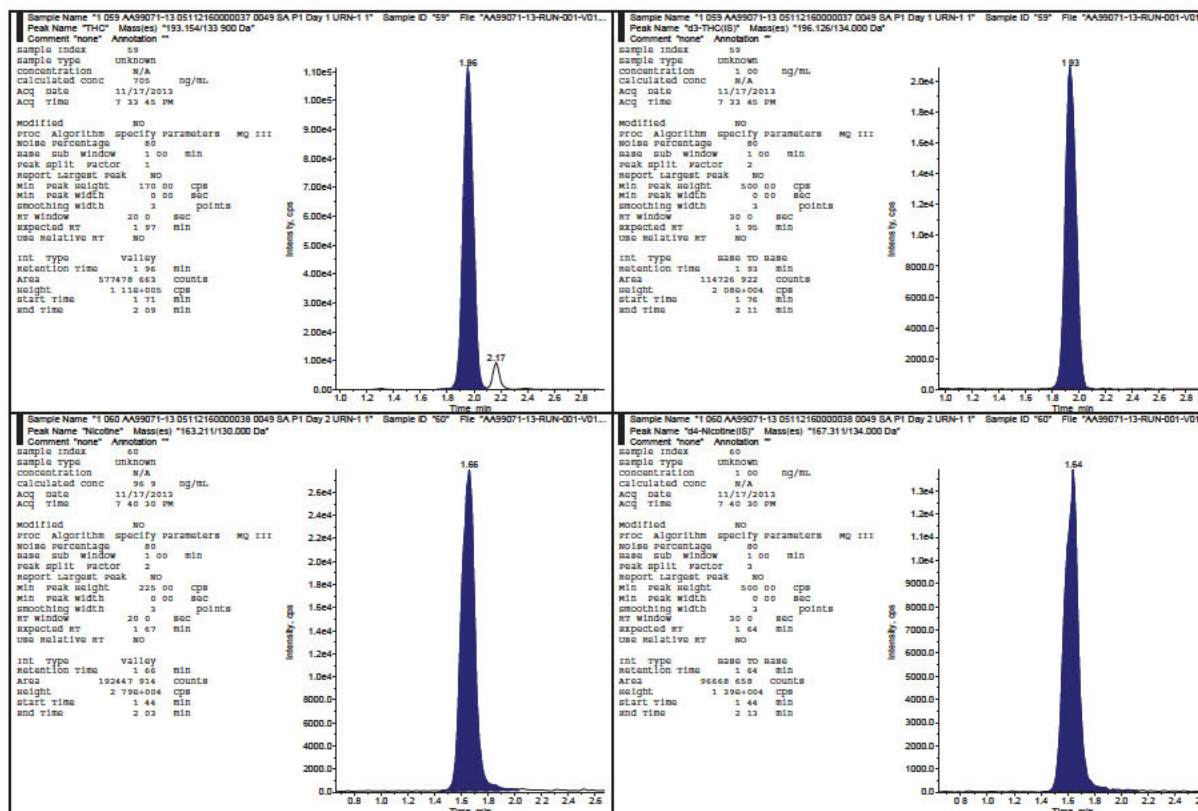 Sample Name "1 059 AA99071-13 05112160000037 0049 SA P1 Day 1 URN-1 1" Sample ID "59" File "AA99071-13-RUN-001-V01...
Peak Name "THC" Mass(es) "193.154/133 900 Da"
Comment "none" Annotation ""
Sample Index 59
Sample Type Unknown
Concentration N/A
Calculated Conc 705 ng/mL
Acq Date 11/17/2013
Acq Time 7 33 45 PM
Modified NO
Proc Algorithm Specify Parameters MQ III
Noise Percentage 80
Base Sub Window 1 00 min
Peak Split Factor 1
Report Largest Peak NO
Min Peak Height 170 00 cps
Min Peak Width 0 00 sec
Smoothing Width 3 points
RT Window 20 0 sec
Expected RT 1 97 min
Use Relative RT NO
Int Type Valley
Retention Time 1 96 min
Area 577478 663 counts
Height 1 11e+005 cps
Start Time 1 71 min
End Time 2 09 min
Intensity, cps
1.10e5
1.00e5
9.00e4
8.00e4
7.00e4
6.00e4
5.00e4
4.00e4
3.00e4
2.00e4
1.00e4
0.00
1.96
2.17
1.0 1.2 1.4 1.6 1.8 2.0 2.2 2.4 2.6 2.8
Time, min
Sample Name "1 059 AA99071-13 05112160000037 0049 SA P1 Day 1 URN-1 1" Sample ID "59" File "AA99071-13-RUN-001-V01...
Peak Name "d3-THC(IS)" Mass(es) "196.126/134.000 Da"
Comment "none" Annotation ""
Sample Index 59
Sample Type Unknown
Concentration 1 00 ng/mL
Calculated Conc N/A
Acq Date 11/17/2013
Acq Time 7 33 45 PM
Modified NO
Proc Algorithm Specify Parameters MQ III
Noise Percentage 80
Base Sub Window 1 00 min
Peak Split Factor 2
Report Largest Peak NO
Min Peak Height 500 00 cps
Min Peak Width 0 00 sec
Smoothing Width 3 points
RT Window 30 0 sec
Expected RT 1 95 min
Use Relative RT NO
Int Type Base To Base
Retention Time 1 93 min
Area 114726 922 counts
Height 2 08e+004 cps
Start Time 1 76 min
End Time 2 11 min
Intensity, cps
2.0e4
1.8e4
1.6e4
1.4e4
1.2e4
1.0e4
8000.0
6000.0
4000.0
2000.0
0.0
1 93
1.0 1.2 1.4 1.6 1.8 2.0 2.2 2.4 2.6 2.8
Time, min
Sample Name "1 060 AA99071-13 05112160000038 0049 SA P1 Day 2 URN-1 1" Sample ID "60" File "AA99071-13-RUN-001-V01...
Peak Name "Nicotine" Mass(es) "163.211/130.000 Da"
Comment "none" Annotation ""
Sample Index 60
Sample Type Unknown
Concentration N/A
Calculated Conc 96 9 ng/mL
Acq Date 11/17/2013
Acq Time 7 40 30 PM
Modified NO
Proc Algorithm Specify Parameters MQ III
Noise Percentage 80
Base Sub Window 1 00 min
Peak Split Factor 2
Report Largest Peak NO
Min Peak Height 225 00 cps
Min Peak Width 0 00 sec
Smoothing Width 3 points
RT Window 20 0 sec
Expected RT 1 67 min
Use Relative RT NO
Int Type Valley
Retention Time 1 66 min
Area 192447 914 counts
Height 2 79e+004 cps
Start Time 1 44 min
End Time 2 03 min
Intensity, cps
2.6e4
2.4e4
2.2e4
2.0e4
1.8e4
1.6e4
1.4e4
1.2e4
1.0e4
8000.0
6000.0
4000.0
2000.0
0.0
1.66
0.8 1.0 1.2 1.4 1.6 1.8 2.0 2.2 2.4 2.6
Time, min
Sample Name "1 060 AA99071-13 05112160000038 0049 SA P1 Day 2 URN-1 1" Sample ID "60" File "AA99071-13-RUN-001-V01...
Peak Name "d4-Nicotine(IS)" Mass(es) "167.311/134.000 Da"
Comment "none" Annotation ""
Sample Index 60
Sample Type Unknown
Concentration 1 00 ng/mL
Calculated Conc N/A
Acq Date 11/17/2013
Acq Time 7 40 30 PM
Modified NO
Proc Algorithm Specify Parameters MQ III
Noise Percentage 80
Base Sub Window 1 00 min
Peak Split Factor 3
Report Largest Peak NO
Min Peak Height 500 00 cps
Min Peak Width 0 00 sec
Smoothing Width 3 points
RT Window 30 0 sec
Expected RT 1 64 min
Use Relative RT NO
Int Type Base To Base
Retention Time 1 64 min
Area 96668 658 counts
Height 1 39e+004 cps
Start Time 1 44 min
End Time 2 13 min
Intensity, cps
1.3e4
1.2e4
1.1e4
1.0e4
9000.0
8000.0
7000.0
6000.0
5000.0
4000.0
3000.0
2000.0
1000.0
0.0
1.64
0.8 1.0 1.2 1.4 1.6 1.8 2.0 2.2 2.4
Time, min